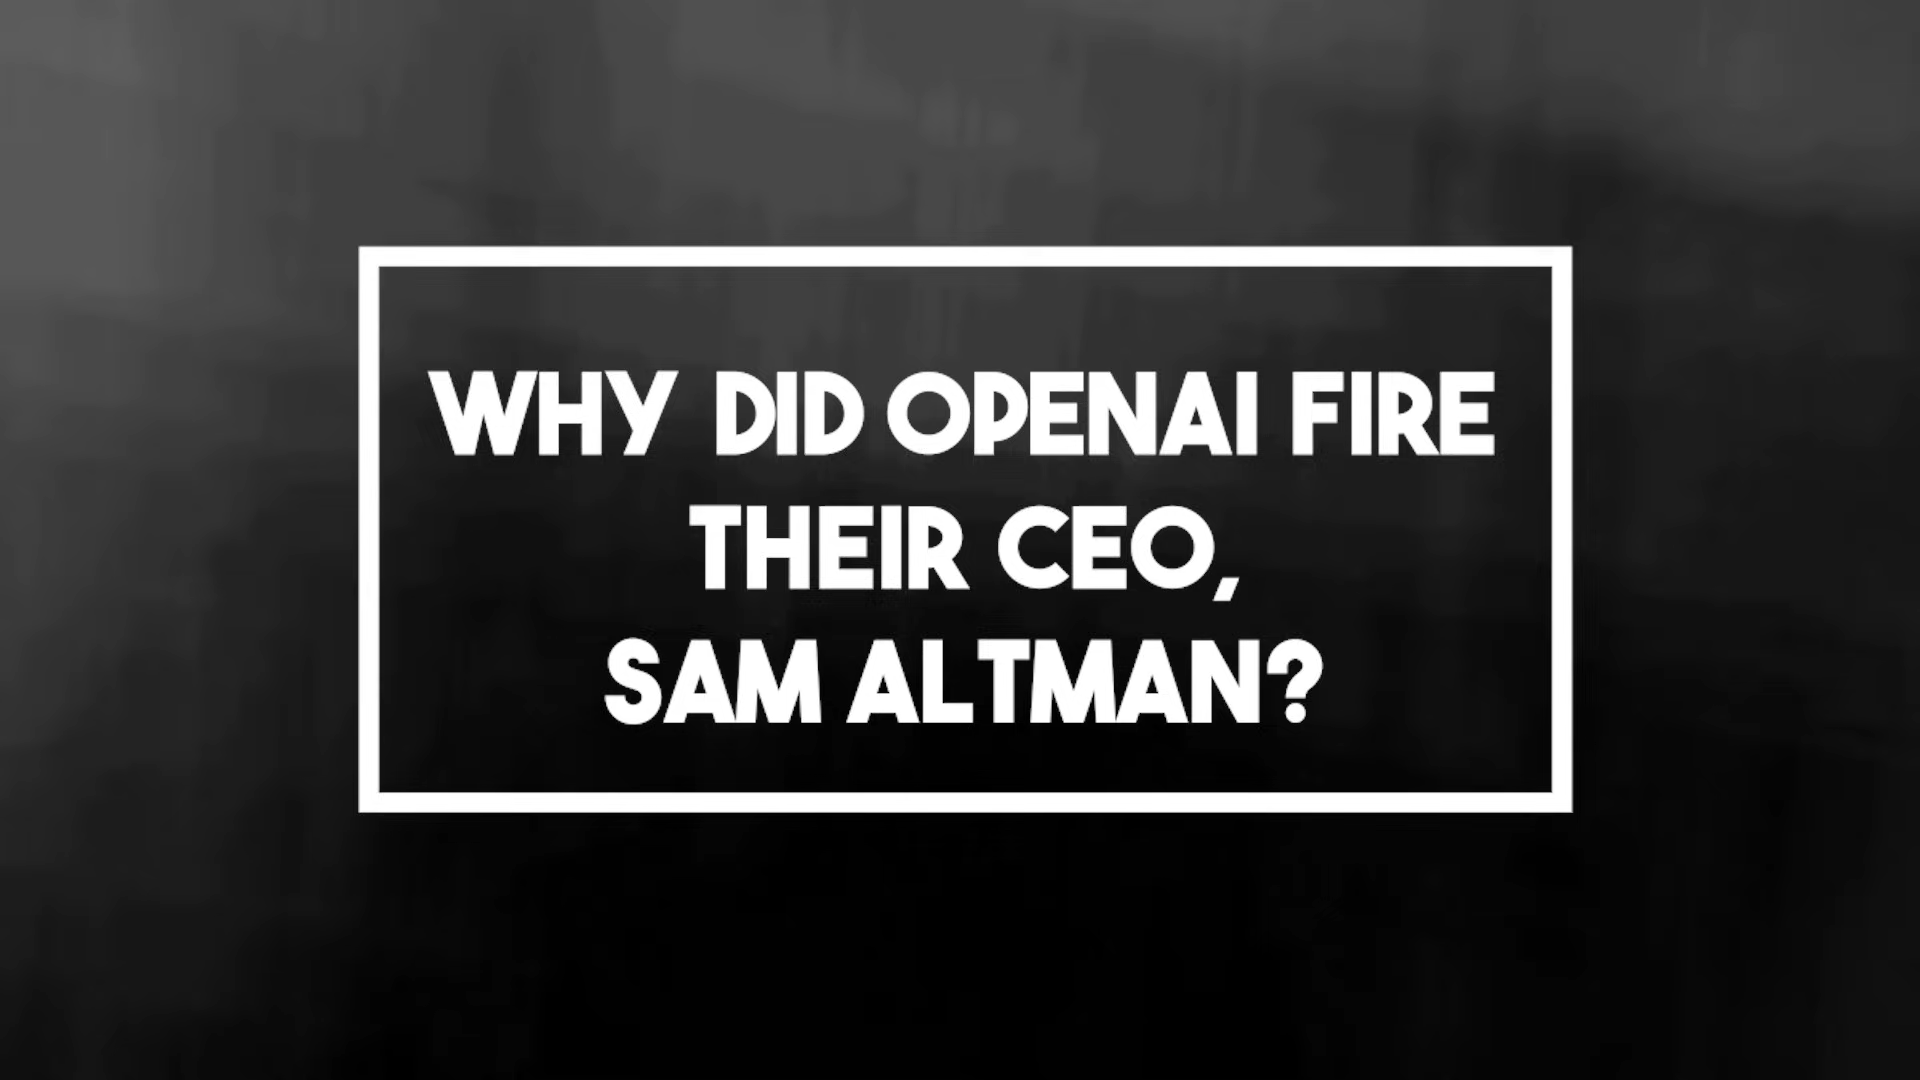 WHY DID OPENAI FIRE
THEIR CEO,
SAM ALTMAN?